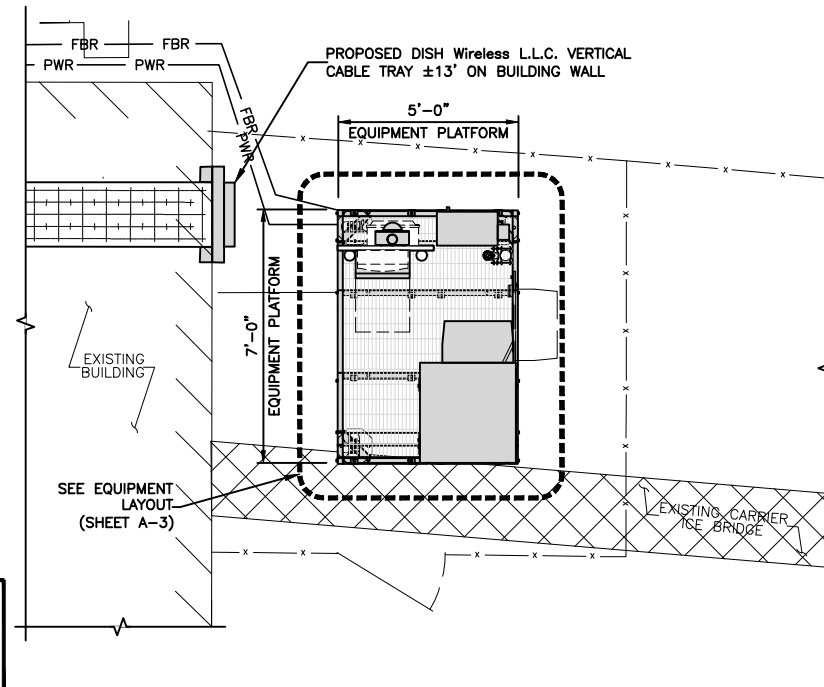 FBR
FBR
PWR
PWR
FBR
PWR
PROPOSED DISH Wireless L.L.C. VERTICAL
CABLE TRAY ±13' ON BUILDING WALL
5'-0"
EQUIPMENT PLATFORM
x
x
x
x
x
x
x
x
x
x
x
x
x
x
7'-0"
EQUIPMENT PLATFORM
EXISTING
BUILDING
SEE EQUIPMENT
LAYOUT
(SHEET A-3)
EXISTING CARRIER
ICE BRIDGE